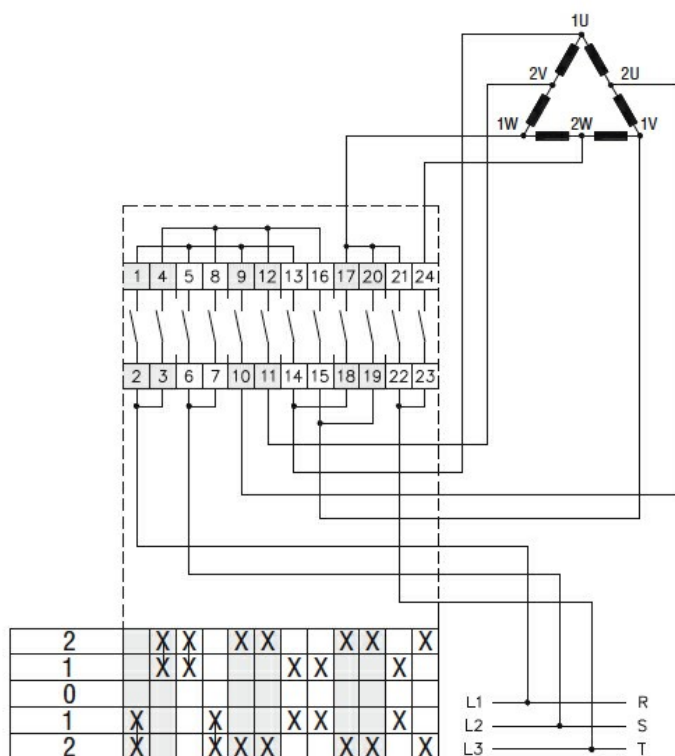 1U
2V 2U
1W 2W 1V
1 4 5 8 9 12 13 16 17 20 21 24
2 3 6 7 10 11 14 15 18 19 22 23
2 X X X X X X X
1 X X X X X
0
L1 R
1 X X X X X
L2 S
2 X X X X X X X
L3 T